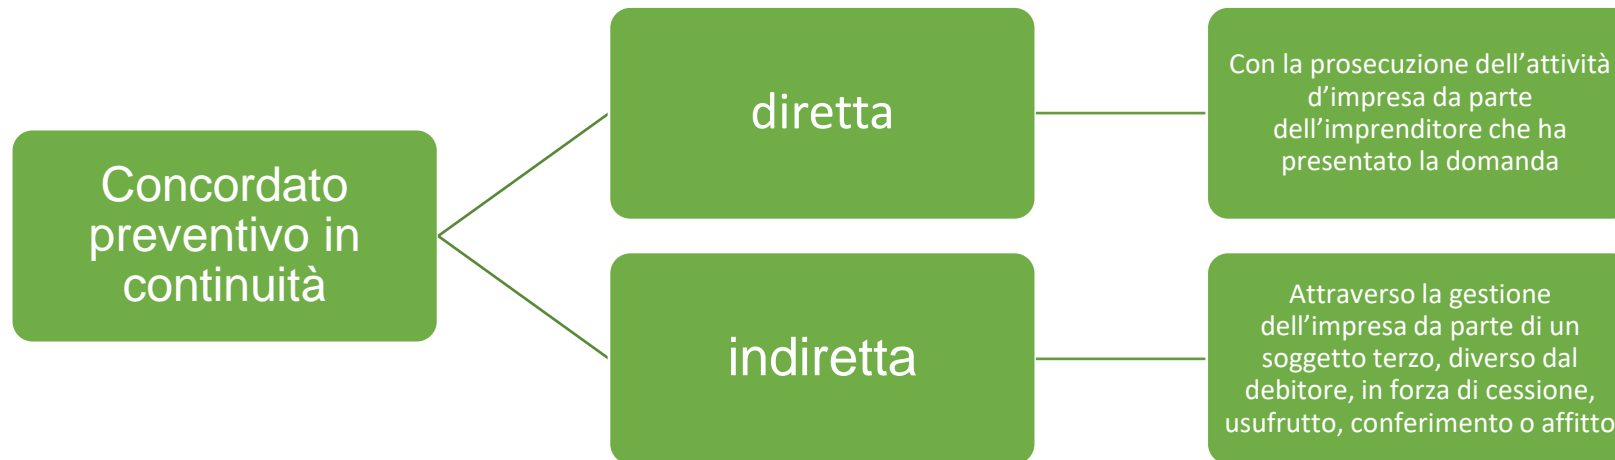 Concordato
preventivo in
continuità
diretta
Con la prosecuzione dell’attività
d’impresa da parte
dell’imprenditore che ha
presentato la domanda
indiretta
Attraverso la gestione
dell’impresa da parte di un
soggetto terzo, diverso dal
debitore, in forza di cessione,
usufrutto, conferimento o affitto